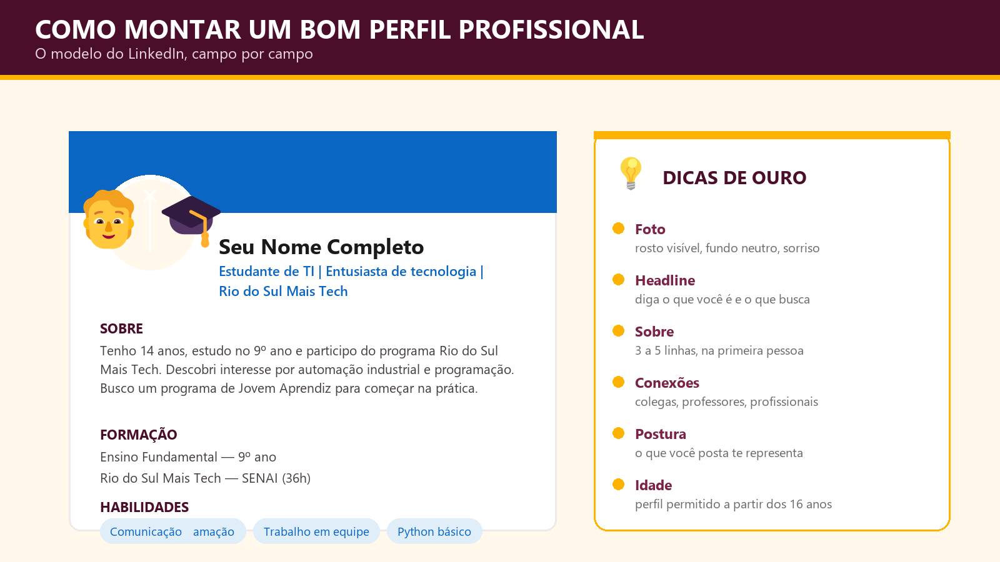 COMO MONTAR UM BOM PERFIL PROFISSIONAL
O modelo do LinkedIn, campo por campo
Seu Nome Completo
Estudante de TI | Entusiasta de tecnologia |
Rio do Sul Mais Tech
SOBRE
Tenho 14 anos, estudo no 9º ano e participo do programa Rio do Sul
Mais Tech. Descobri interesse por automação industrial e programação.
Busco um programa de Jovem Aprendiz para começar na prática.
FORMAÇÃO
Ensino Fundamental — 9º ano
Rio do Sul Mais Tech — SENAI (36h)
HABILIDADES
Comunicação amação
Trabalho em equipe
Python básico
DICAS DE OURO
Foto
rosto visível, fundo neutro, sorriso
Headline
diga o que você é e o que busca
Sobre
3 a 5 linhas, na primeira pessoa
Conexões
colegas, professores, profissionais
Postura
o que você posta te representa
Idade
perfil permitido a partir dos 16 anos